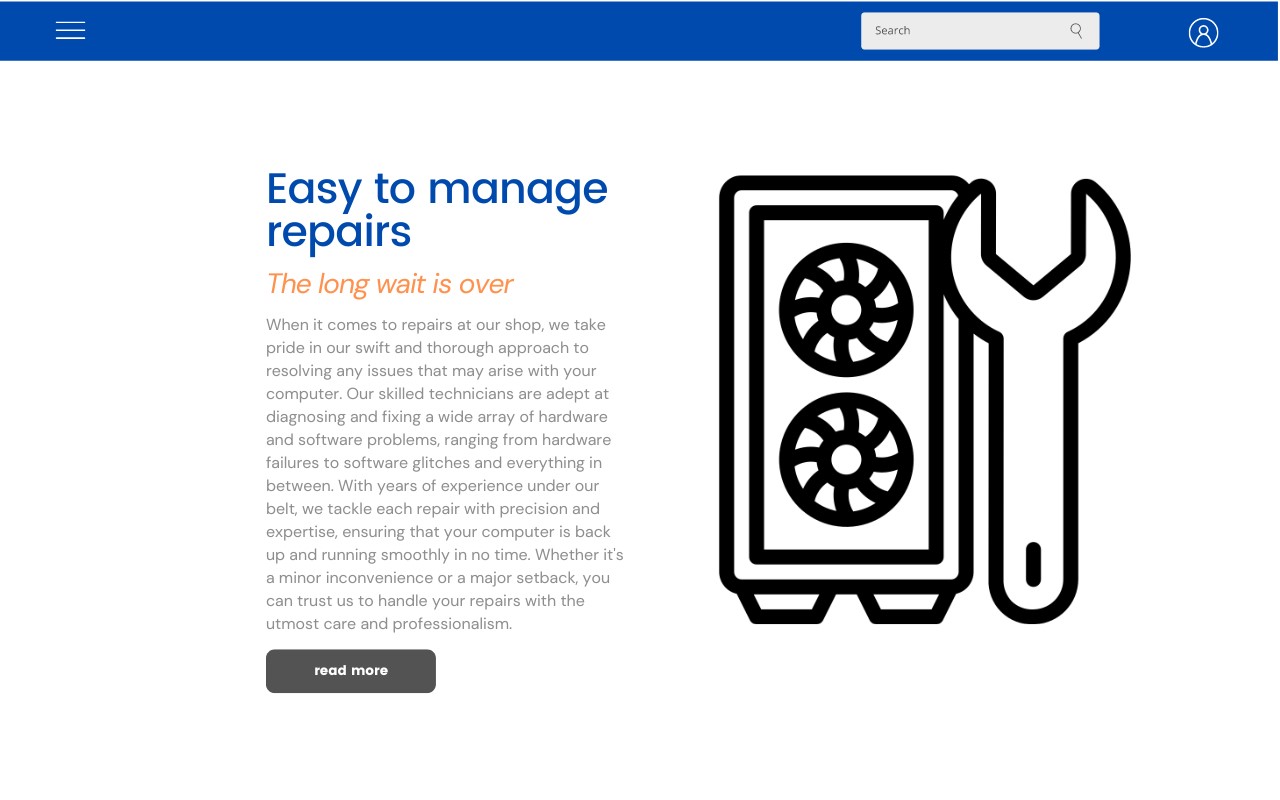 Search
Easy to manage
repairs
The long wait is over
When it comes to repairs at our shop, we take
pride in our swift and thorough approach to
resolving any issues that may arise with your
computer. Our skilled technicians are adept at
diagnosing and fixing a wide array of hardware
and software problems, ranging from hardware
failures to software glitches and everything in
between. With years of experience under our
belt, we tackle each repair with precision and
expertise, ensuring that your computer is back
up and running smoothly in no time. Whether it's
a minor inconvenience or a major setback, you
can trust us to handle your repairs with the
utmost care and professionalism.
read more